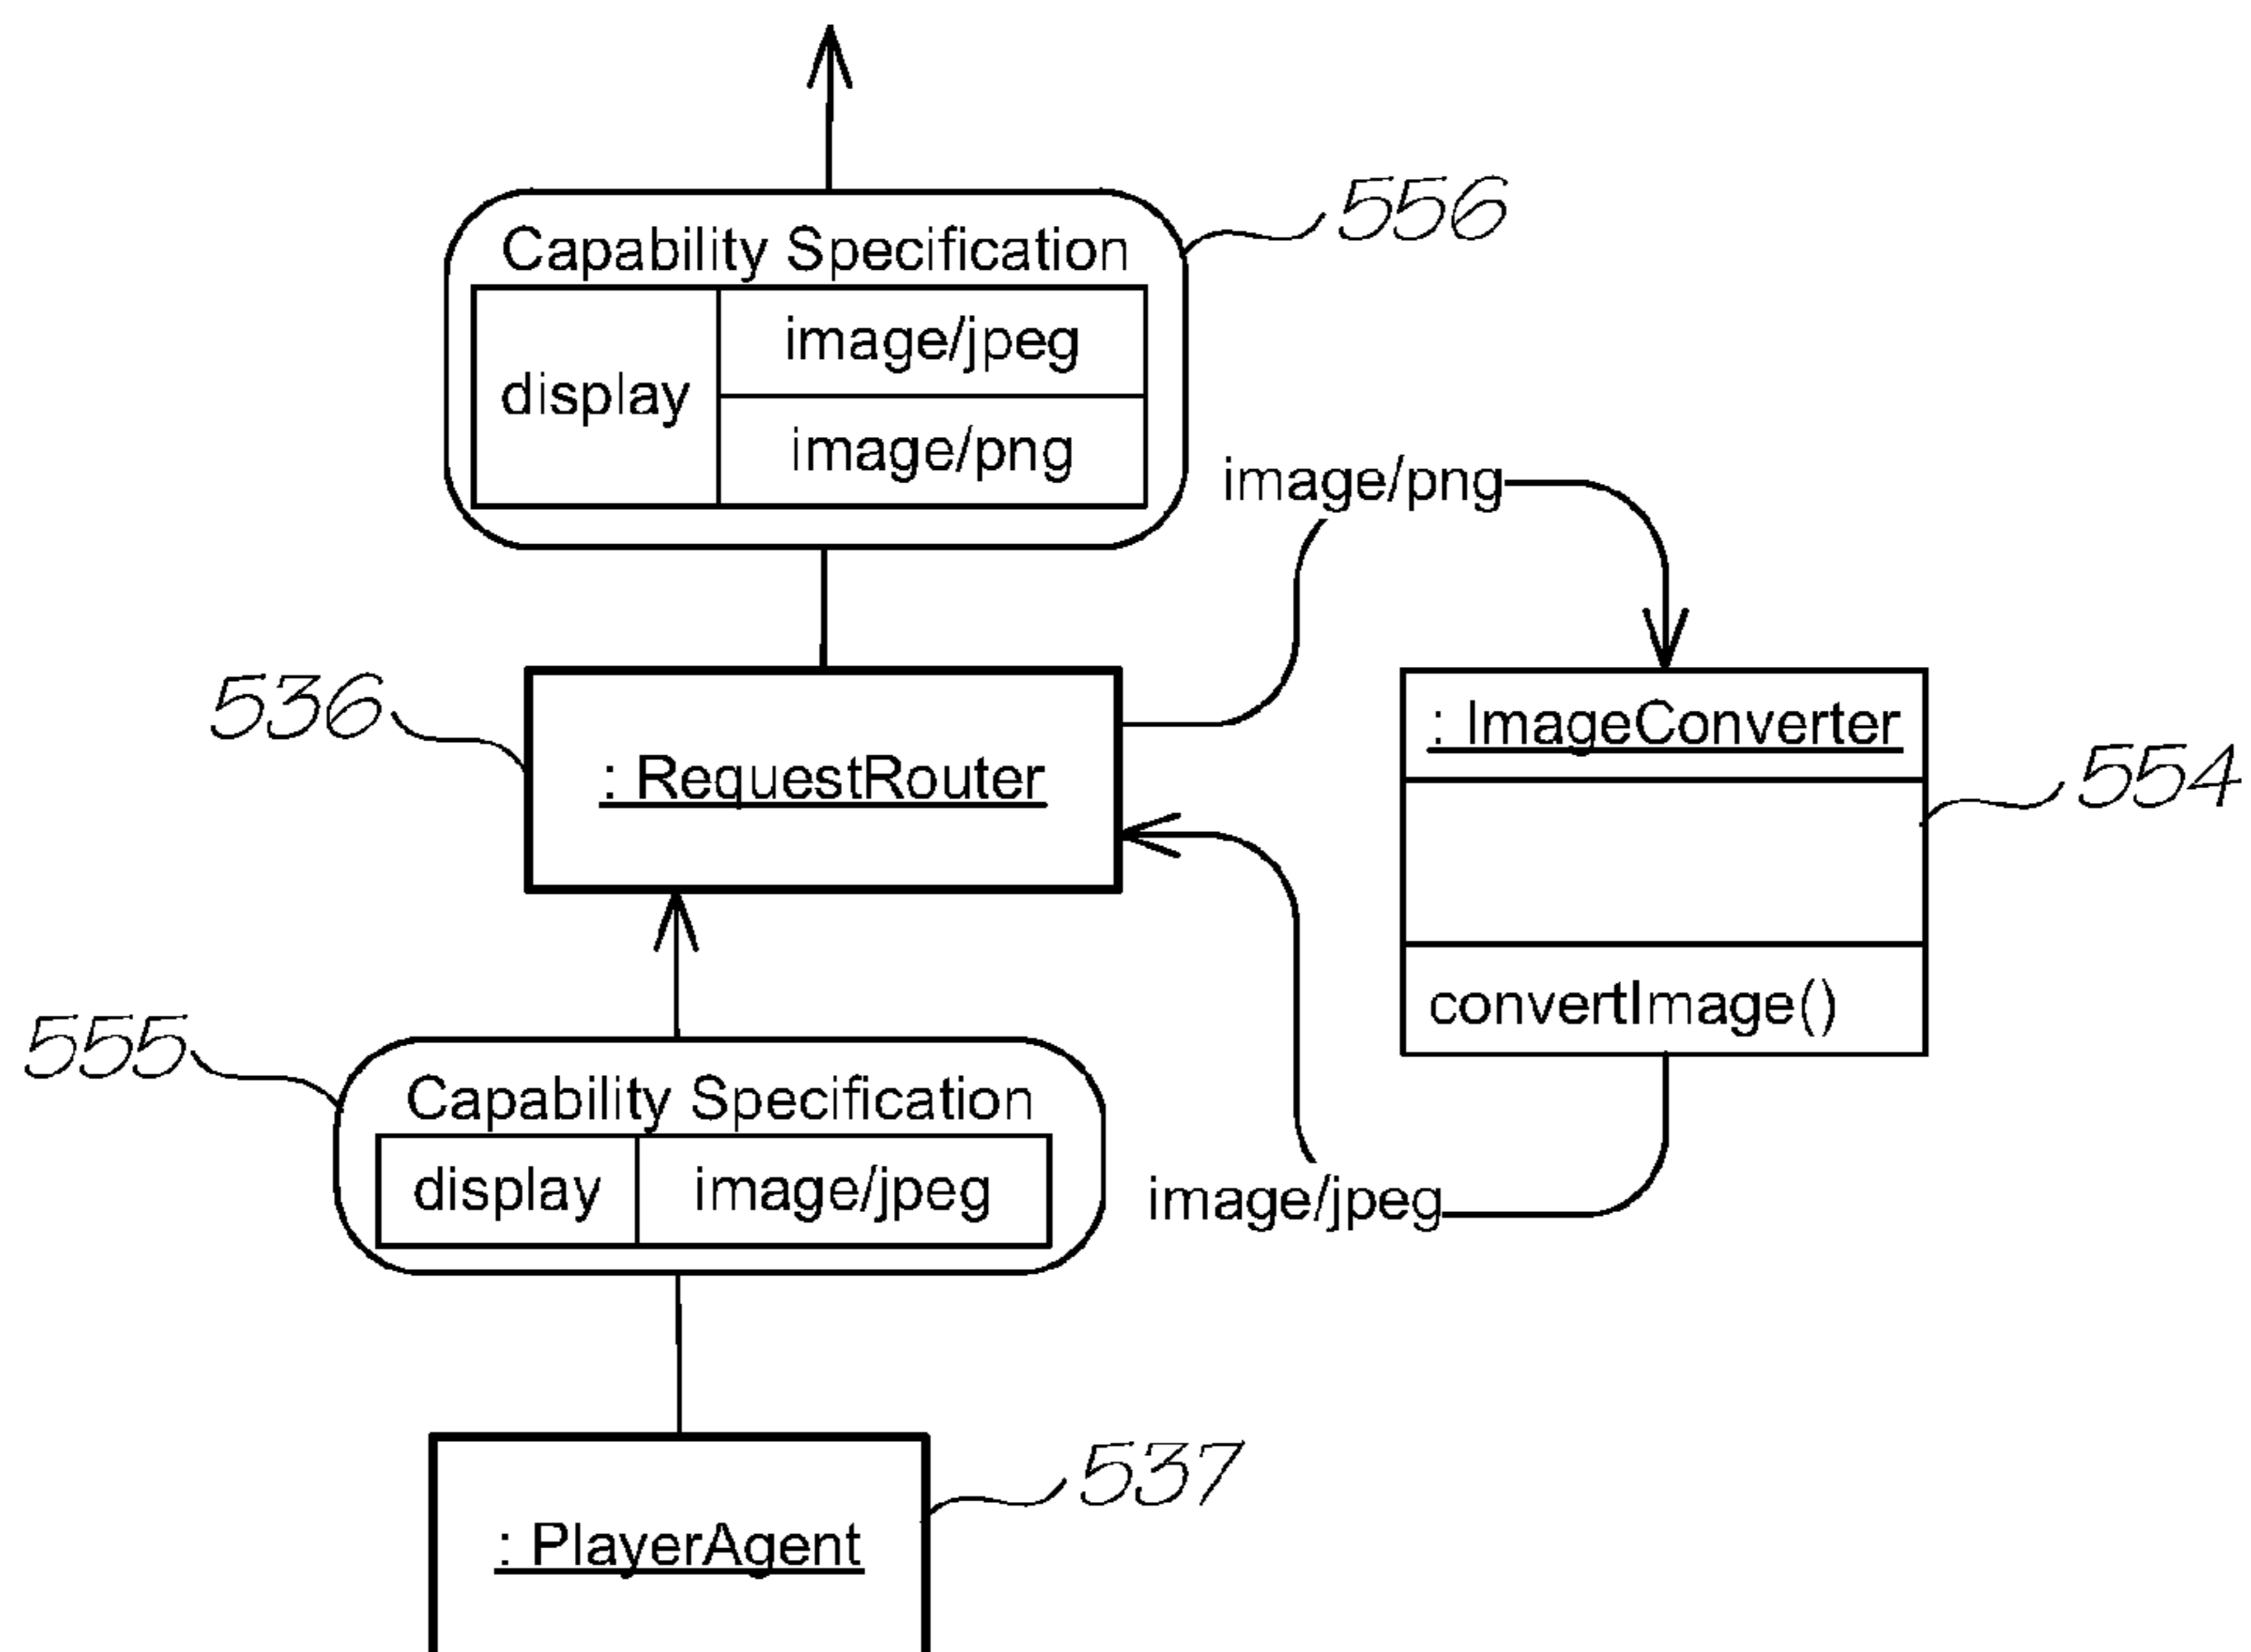 556
Capability Specification
image/jpeg
display
image/png
image/png
536
: RequestRouter
: ImageConverter
554
convertImage()
555
Capability Specification
display image/jpeg
image/jpeg
537
: PlayerAgent